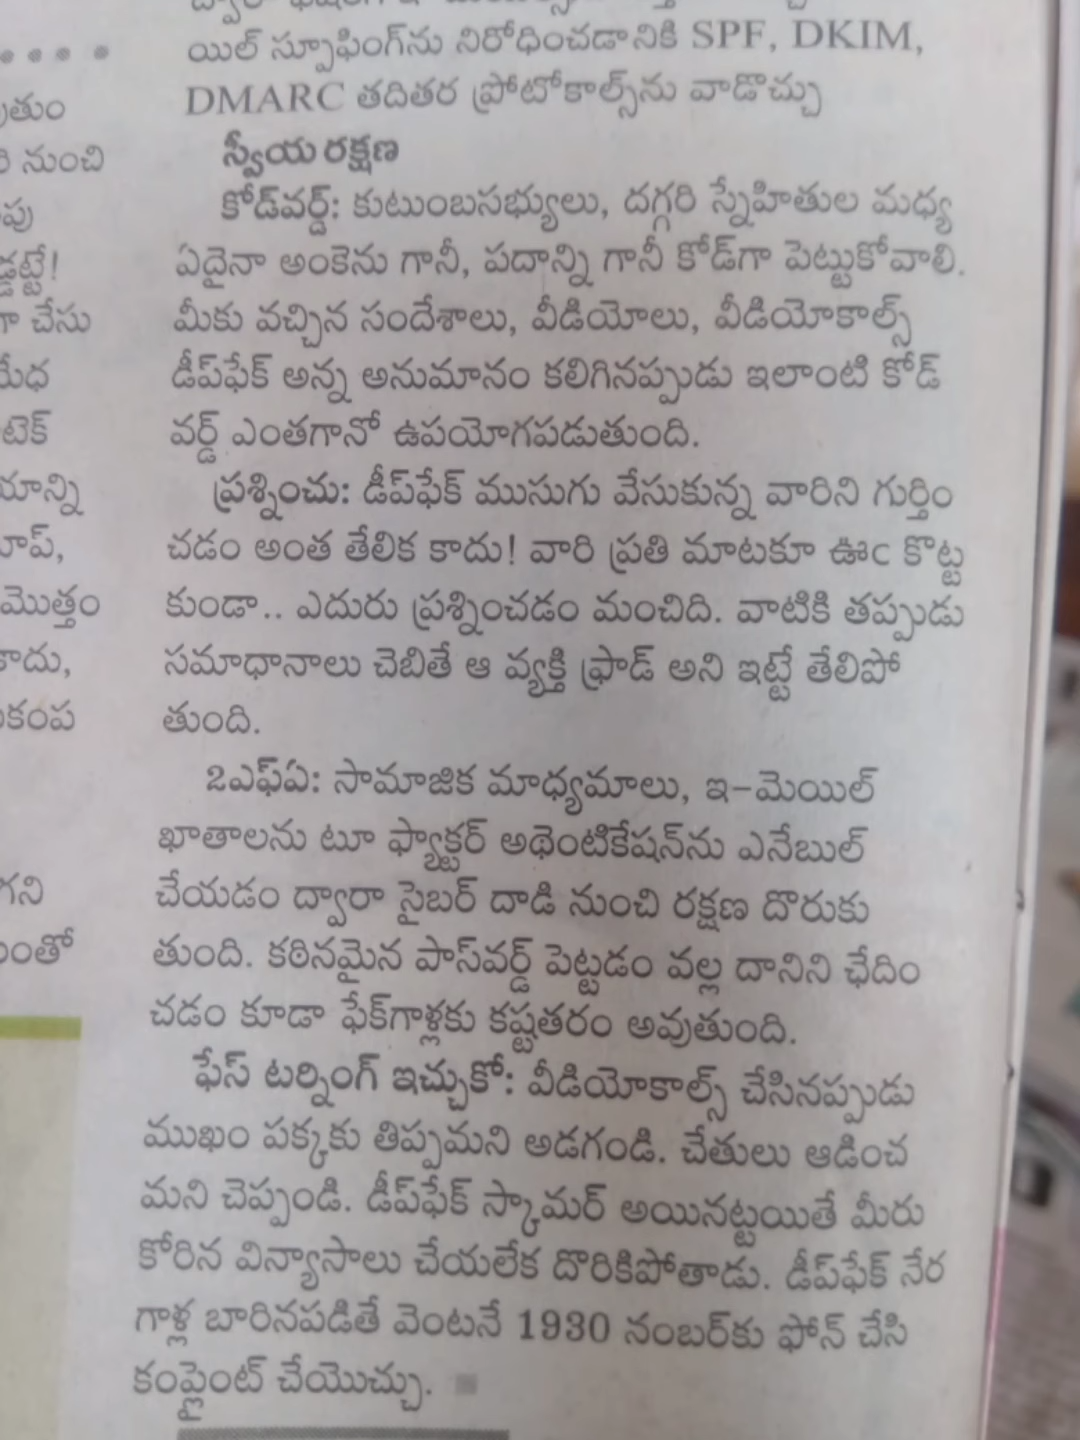 యిల్ స్పూఫింగ్‌ను నిరోధించడానికి SPF, DKIM,
DMARC తదితర ప్రోటోకాల్స్‌ను వాడొచ్చు
స్వీయ రక్షణ
కోడ్‌వర్డ్: కుటుంబసభ్యులు, దగ్గరి స్నేహితుల మధ్య
ఏదైనా అంకెను గానీ, పదాన్ని గానీ కోడ్‌గా పెట్టుకోవాలి.
మీకు వచ్చిన సందేశాలు, వీడియోలు, వీడియోకాల్స్
డీప్‌ఫేక్ అన్న అనుమానం కలిగినప్పుడు ఇలాంటి కోడ్
వర్డ్ ఎంతగానో ఉపయోగపడుతుంది.
ప్రశ్నించు: డీప్‌ఫేక్ ముసుగు వేసుకున్న వారిని గుర్తిం
చడం అంత తేలిక కాదు! వారి ప్రతి మాటకూ ఊఁ కొట్ట
కుండా.. ఎదురు ప్రశ్నించడం మంచిది. వాటికి తప్పుడు
సమాధానాలు చెబితే ఆ వ్యక్తి ఫ్రాడ్ అని ఇట్టే తేలిపో
తుంది.
2ఎఫ్ఏ: సామాజిక మాధ్యమాలు, ఇ-మెయిల్
ఖాతాలను టూ ఫ్యాక్టర్ అథెంటికేషన్‌ను ఎనేబుల్
చేయడం ద్వారా సైబర్ దాడి నుంచి రక్షణ దొరుకు
తుంది. కఠినమైన పాస్‌వర్డ్ పెట్టడం వల్ల దానిని ఛేదిం
చడం కూడా ఫేక్‌గాళ్లకు కష్టతరం అవుతుంది.
ఫేస్ టర్నింగ్ ఇచ్చుకో: వీడియోకాల్స్ చేసినప్పుడు
ముఖం పక్కకు తిప్పమని అడగండి. చేతులు ఆడించ
మని చెప్పండి. డీప్‌ఫేక్ స్కామర్ అయినట్టయితే మీరు
కోరిన విన్యాసాలు చేయలేక దొరికిపోతాడు. డీప్‌ఫేక్ నేర
గాళ్ల బారినపడితే వెంటనే 1930 నంబర్‌కు ఫోన్ చేసి
కంప్లైంట్ చేయొచ్చు.
నుంచి
చేసు
టెక్
మొత్తం